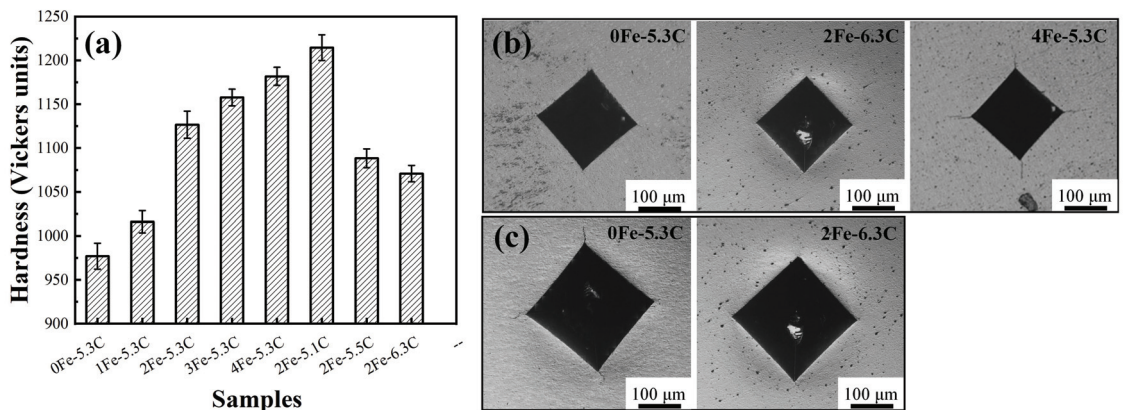 (a)
Hardness (Vickers units)
1250
1200
1150
1100
1050
1000
950
900
0Fe-5.3C
1Fe-5.3C
2Fe-5.3C
3Fe-5.3C
4Fe-5.3C
2Fe-5.1C
2Fe-5.5C
2Fe-6.3C
--
Samples
(b)
0Fe-5.3C
100 μm
2Fe-6.3C
100 μm
4Fe-5.3C
100 μm
(c)
0Fe-5.3C
100 μm
2Fe-6.3C
100 μm